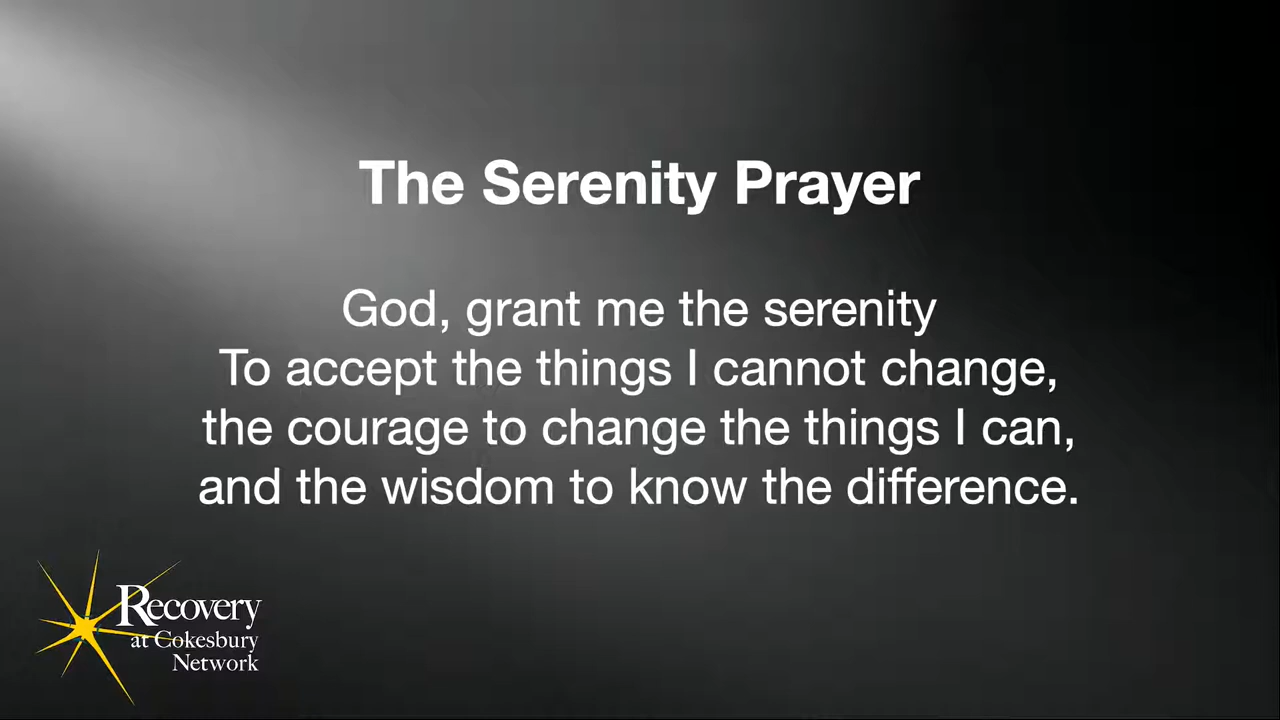 The Serenity Prayer
God, grant me the serenity
To accept the things I cannot change,
the courage to change the things I can,
and the wisdom to know the difference.
Recovery
at Cokesbury
Network